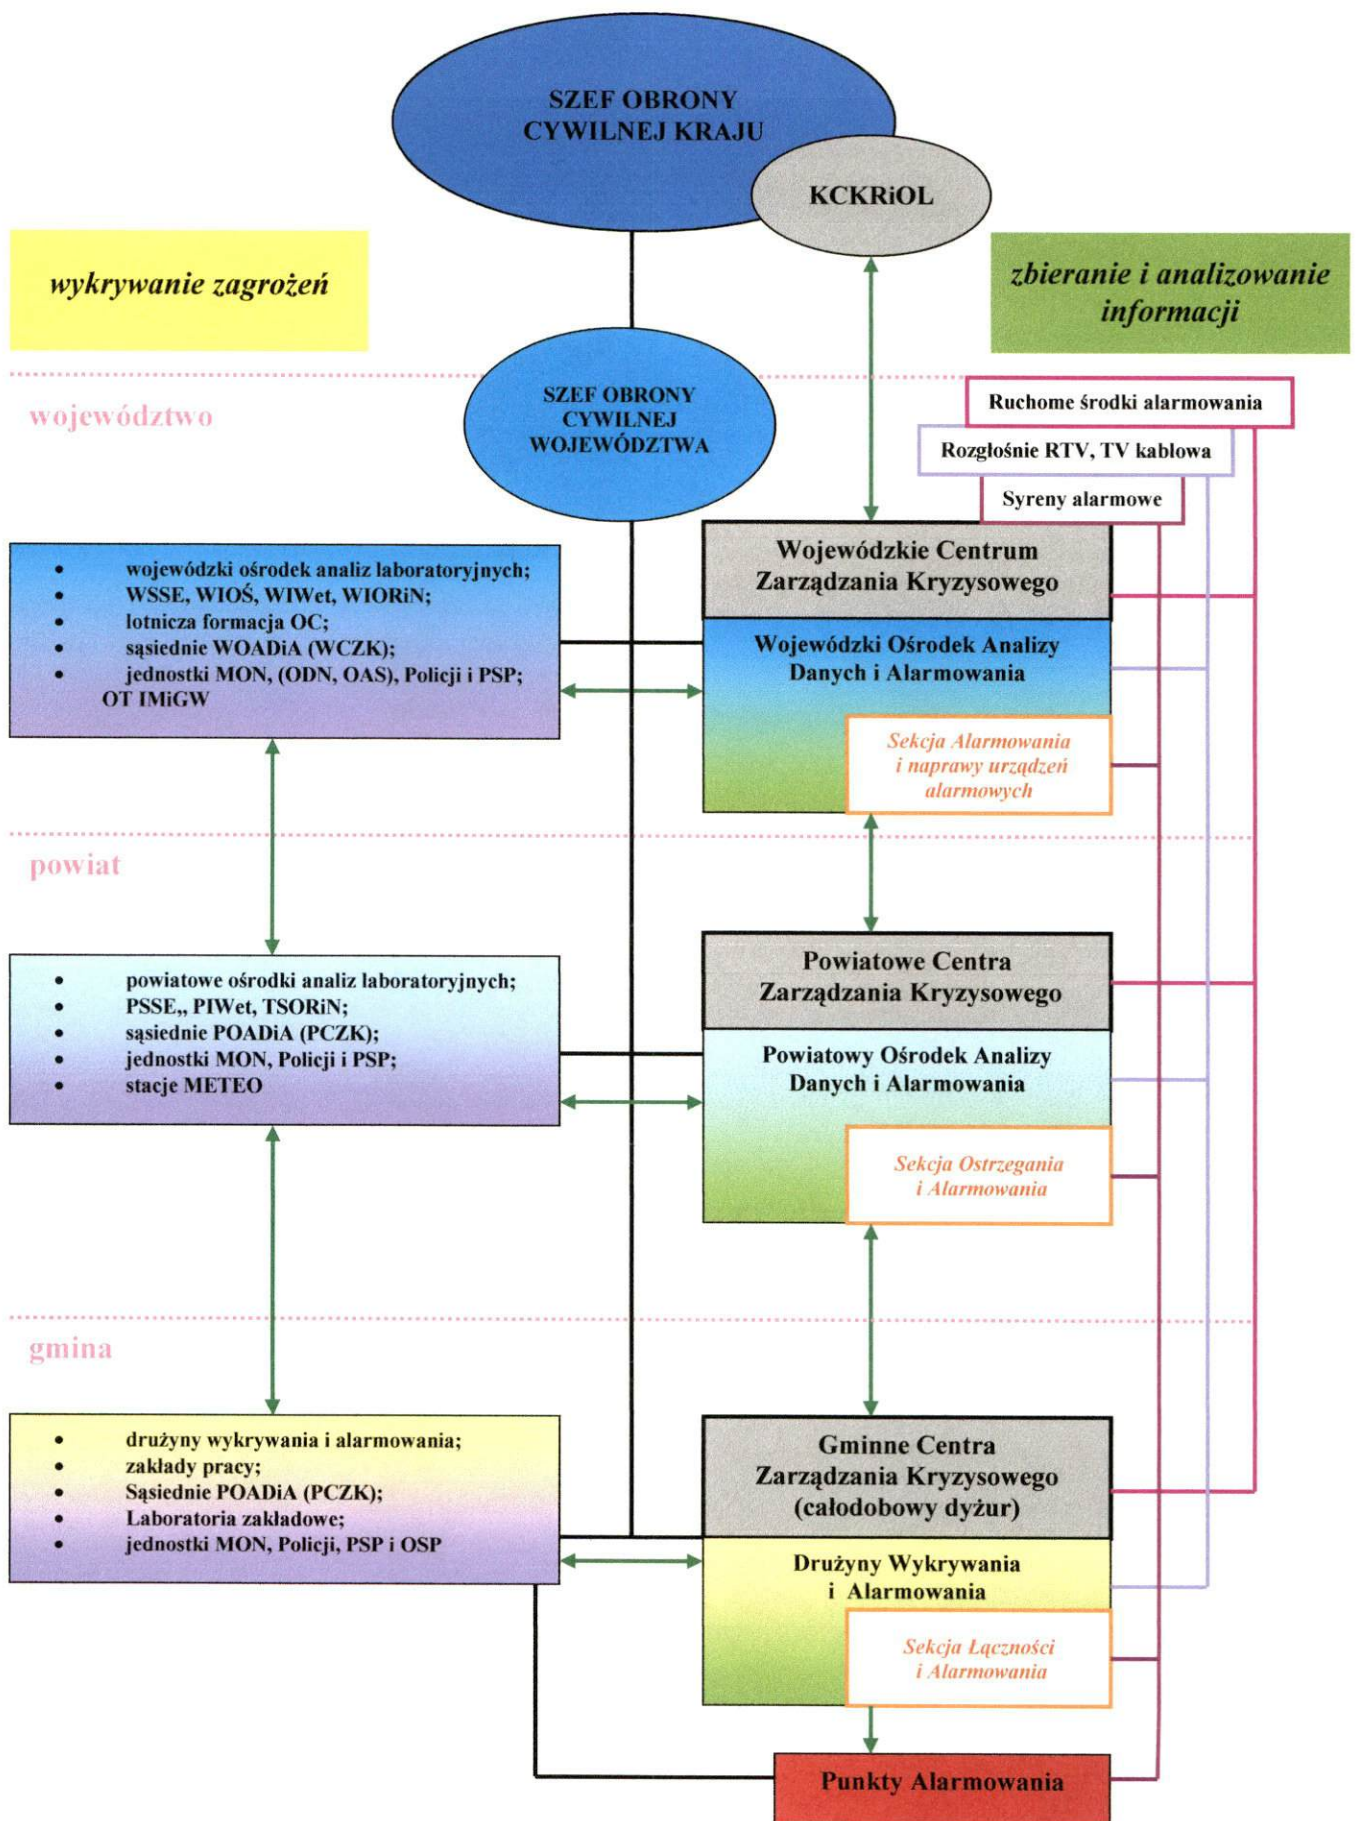 SZEF OBRONY
CYWILNEJ KRAJU
KCKRiOL
wykrywanie zagrożeń
zbieranie i analizowanie
informacji
województwo
SZEF OBRONY
CYWILNEJ
WOJEWÓDZTWA
Ruchome środki alarmowania
Rozgłośnie RTV, TV kablowa
Syreny alarmowe
• wojewódzki ośrodek analiz laboratoryjnych;
• WSSE, WIOŚ, WIWet, WIORiN;
• lotnicza formacja OC;
• sąsiednie WOADiA (WCZK);
• jednostki MON, (ODN, OAS), Policji i PSP;
OT IMiGW
Wojewódzkie Centrum
Zarządzania Kryzysowego
Wojewódzki Ośrodek Analizy
Danych i Alarmowania
Sekcja Alarmowania
i naprawy urządzeń
alarmowych
powiat
• powiatowe ośrodki analiz laboratoryjnych;
• PSSE,, PIWet, TSORiN;
• sąsiednie POADiA (PCZK);
• jednostki MON, Policji i PSP;
• stacje METEO
Powiatowe Centra
Zarządzania Kryzysowego
Powiatowy Ośrodek Analizy
Danych i Alarmowania
Sekcja Ostrzegania
i Alarmowania
gmina
• drużyny wykrywania i alarmowania;
• zakłady pracy;
• Sąsiednie POADiA (PCZK);
• Laboratoria zakładowe;
• jednostki MON, Policji, PSP i OSP
Gminne Centra
Zarządzania Kryzysowego
(całodobowy dyżur)
Drużyny Wykrywania
i Alarmowania
Sekcja Łączności
i Alarmowania
Punkty Alarmowania